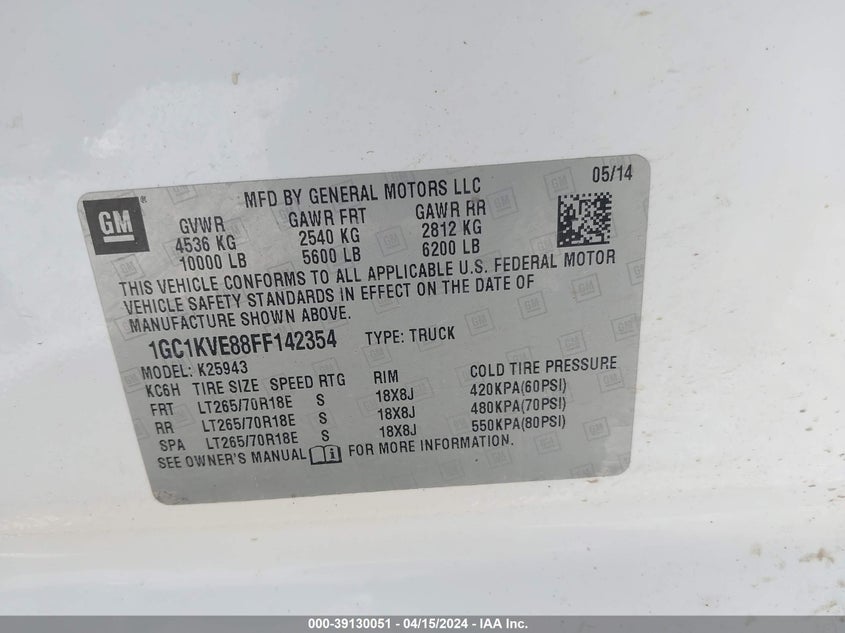 MFD BY GENERAL MOTORS LLC 05/14
GM
GVWR GAWR FRT GAWR RR
4536 KG 2540 KG 2812 KG
10000 LB 5600 LB 6200 LB
THIS VEHICLE CONFORMS TO ALL APPLICABLE U.S. FEDERAL MOTOR
VEHICLE SAFETY STANDARDS IN EFFECT ON THE DATE OF
MANUFACTURE SHOWN ABOVE.
1GC1KVE88FF142354 TYPE: TRUCK
MODEL: K25943
KC6H TIRE SIZE SPEED RTG RIM COLD TIRE PRESSURE
FRT LT265/70R18E S 18X8J 420KPA(60PSI)
RR LT265/70R18E S 18X8J 480KPA(70PSI)
SPA LT265/70R18E S 18X8J 550KPA(80PSI)
SEE OWNER'S MANUAL FOR MORE INFORMATION.
000-39130051 - 04/15/2024 - IAA Inc.